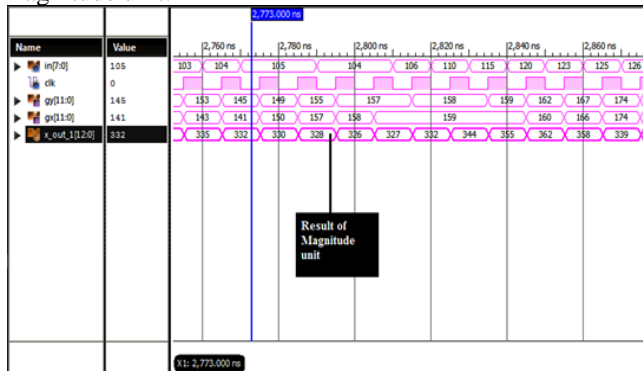 2,773.000 ns
Name Value
2,760 ns 2,780 ns 2,800 ns 2,820 ns 2,840 ns 2,860 ns
in[7:0] 105 103 104 105 104 106 110 115 120 123 125 126
clk 0
gy[11:0] 145 153 145 149 155 157 158 159 162 167 174
gx[11:0] 141 143 141 150 157 158 159 160 166 174
x_out_1[12:0] 332 335 332 330 328 326 327 332 344 355 362 358 339
Result of
Magnitude
unit
X1: 2,773.000 ns